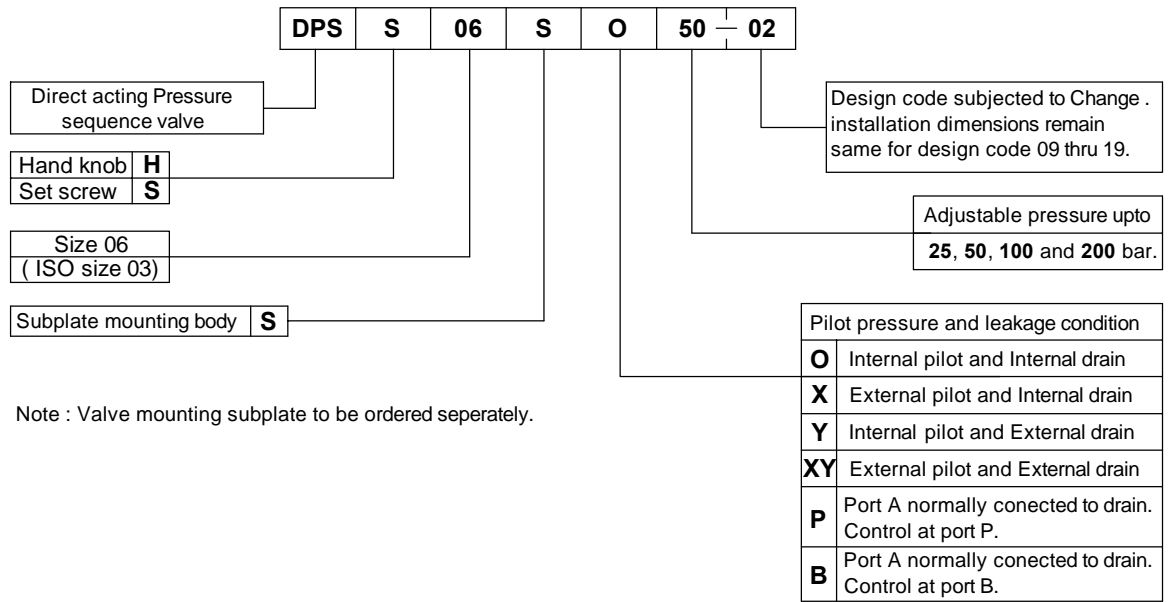 DPS S 06 S O 50 — 02
Direct acting Pressure
sequence valve
Hand knob H
Set screw S
Size 06
( ISO size 03)
Subplate mounting body S
Note : Valve mounting subplate to be ordered seperately.
Design code subjected to Change .
installation dimensions remain
same for design code 09 thru 19.
Adjustable pressure upto
25, 50, 100 and 200 bar.
Pilot pressure and leakage condition
O Internal pilot and Internal drain
X External pilot and Internal drain
Y Internal pilot and External drain
XY External pilot and External drain
P Port A normally conected to drain.
Control at port P.
B Port A normally conected to drain.
Control at port B.